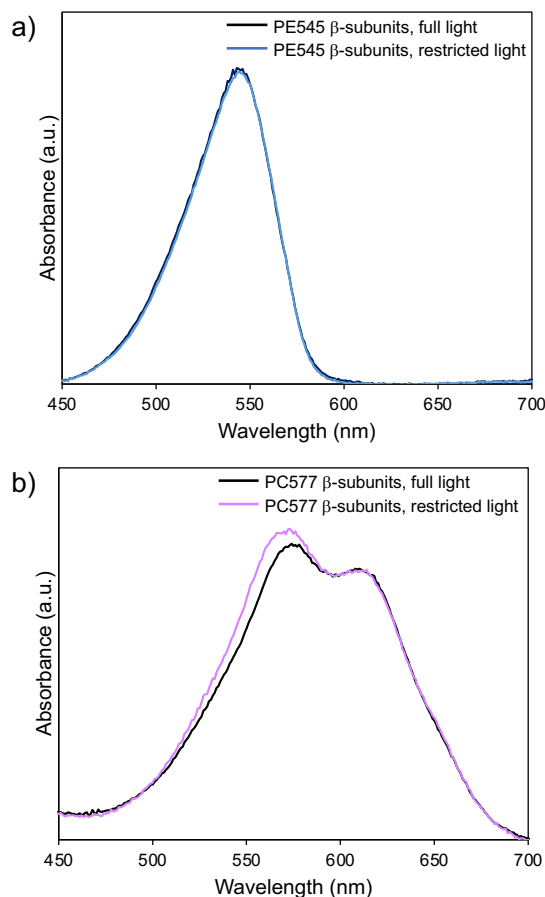 a)
PE545 β-subunits, full light
PE545 β-subunits, restricted light
Absorbance (a.u.)
450 500 550 600 650 700
Wavelength (nm)
b)
PC577 β-subunits, full light
PC577 β-subunits, restricted light
Absorbance (a.u.)
450 500 550 600 650 700
Wavelength (nm)